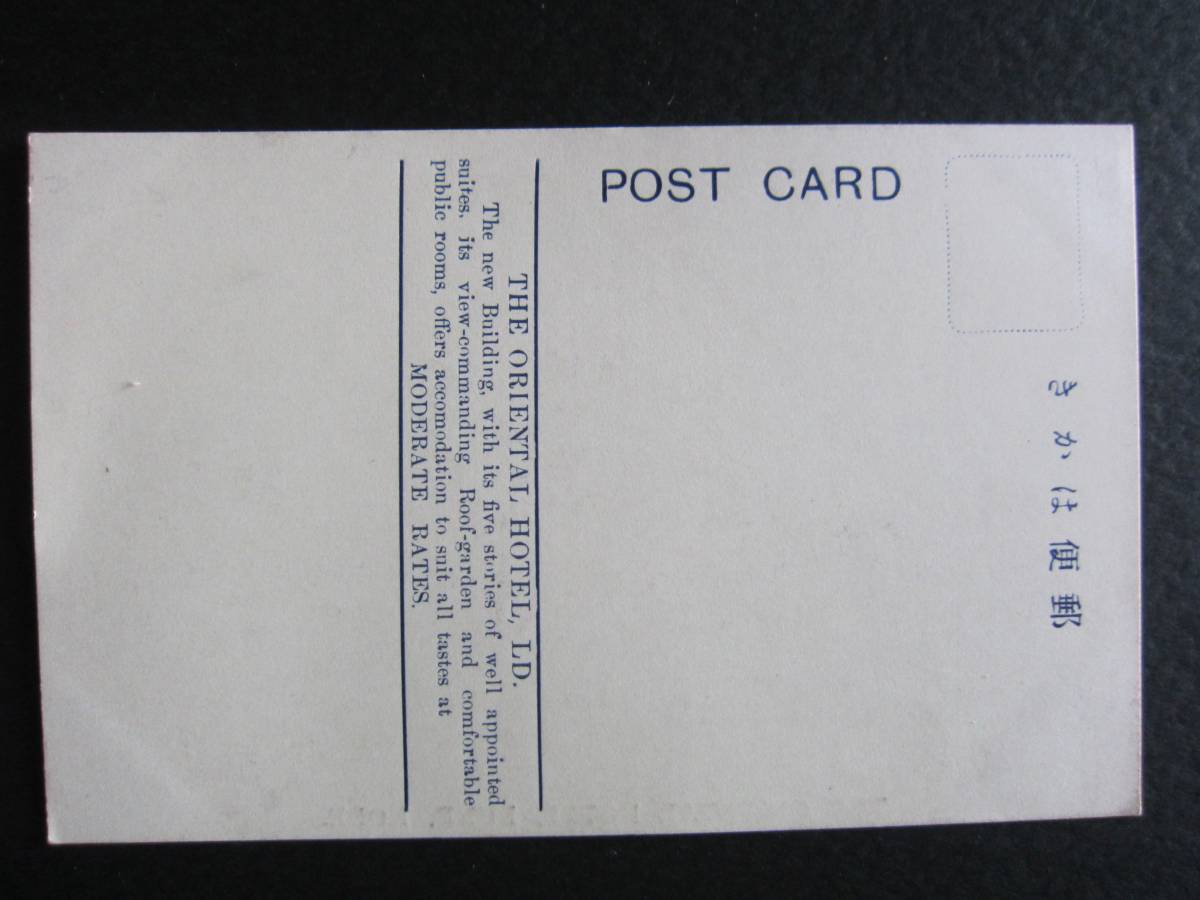 POST CARD
郵便はかき
THE ORIENTAL HOTEL, LD.
The new Building, with its five stories of well appointed
suites, its view-commanding Roof-garden and comfortable
public rooms, offers accomodation to suit all tastes at
MODERATE RATES.